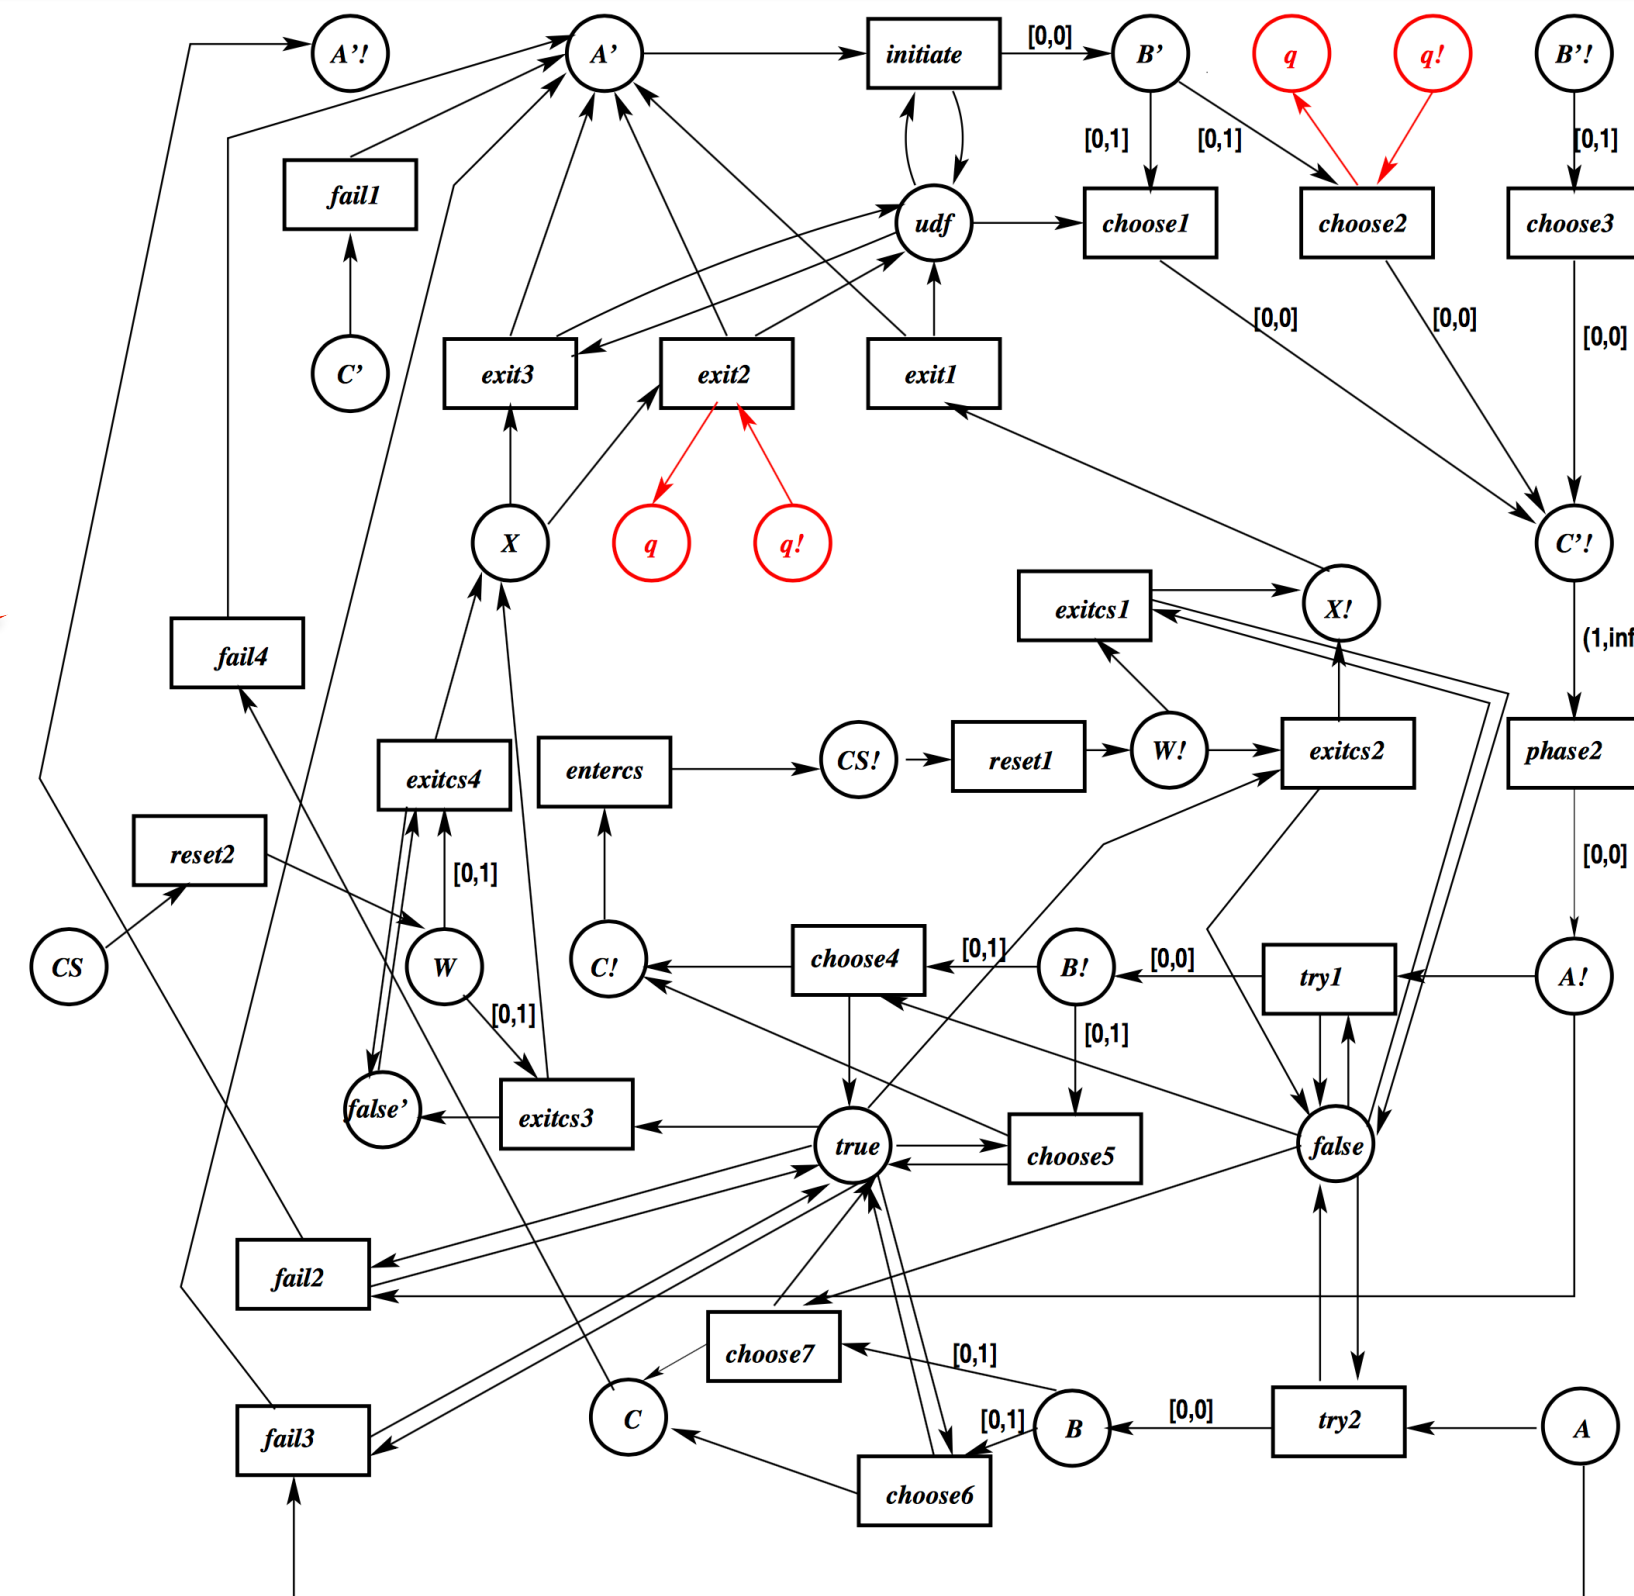 A'!
A'
initiate
[0,0]
B'
q
q!
B'!
[0,1]
[0,1]
[0,1]
fail1
udf
choose1
choose2
choose3
[0,0]
[0,0]
[0,0]
C'
exit3
exit2
exit1
X
q
q!
C'!
exitcs1
X!
(1,inf
fail4
exitcs4
entercs
CS!
reset1
W!
exitcs2
phase2
reset2
[0,1]
[0,0]
CS
W
C!
choose4
[0,1]
B!
[0,0]
try1
A!
[0,1]
[0,1]
false'
exitcs3
true
choose5
false
fail2
choose7
[0,1]
fail3
C
[0,1]
B
[0,0]
try2
A
choose6